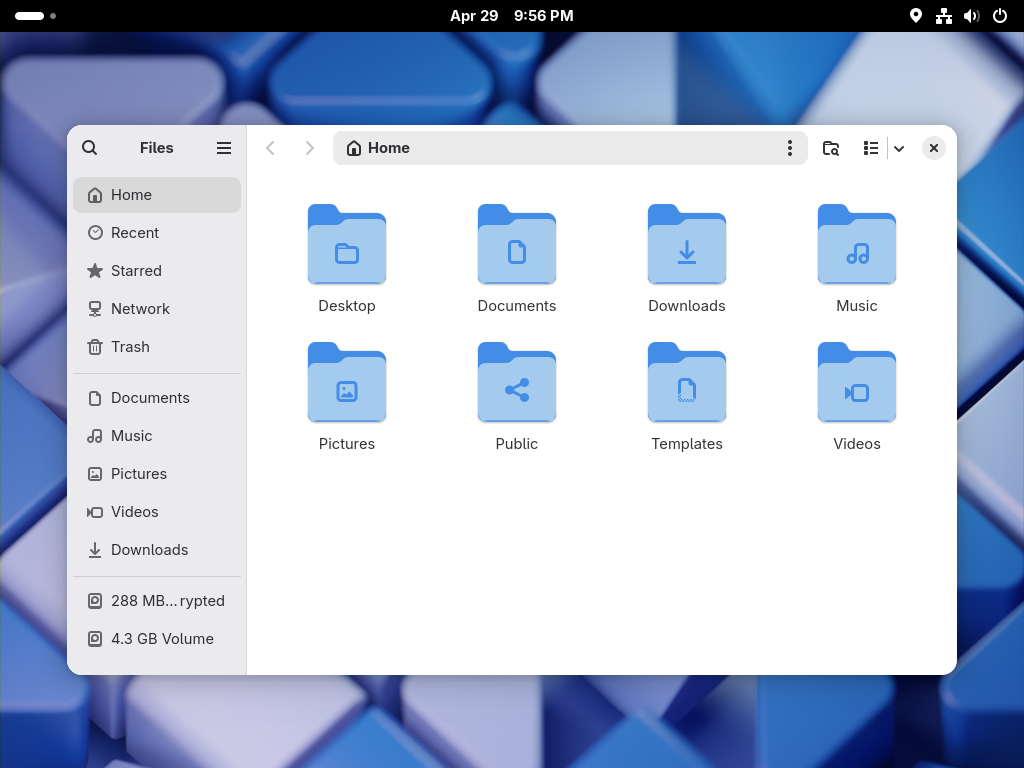 Apr 29 9:56 PM
Files
Home
Home
Recent
Starred
Network
Trash
Documents
Music
Pictures
Videos
Downloads
288 MB…rypted
4.3 GB Volume
Desktop
Documents
Downloads
Music
Pictures
Public
Templates
Videos